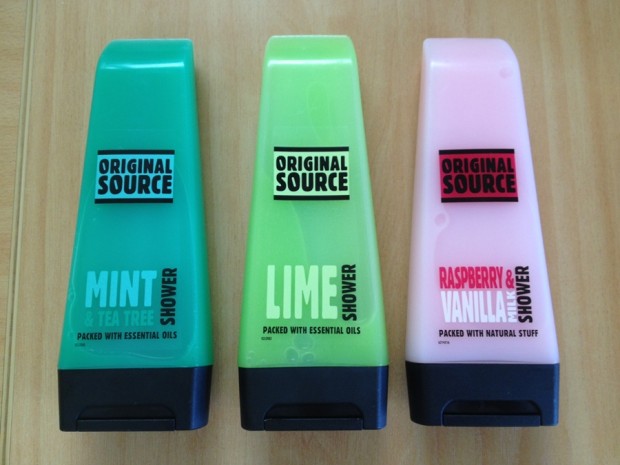 ORIGINAL
SOURCE
MINT
& TEA TREE
SHOWER
PACKED WITH ESSENTIAL OILS
ORIGINAL
SOURCE
LIME
SHOWER
PACKED WITH ESSENTIAL OILS
ORIGINAL
SOURCE
RASPBERRY &
VANILLA
MILK
SHOWER
PACKED WITH NATURAL STUFF